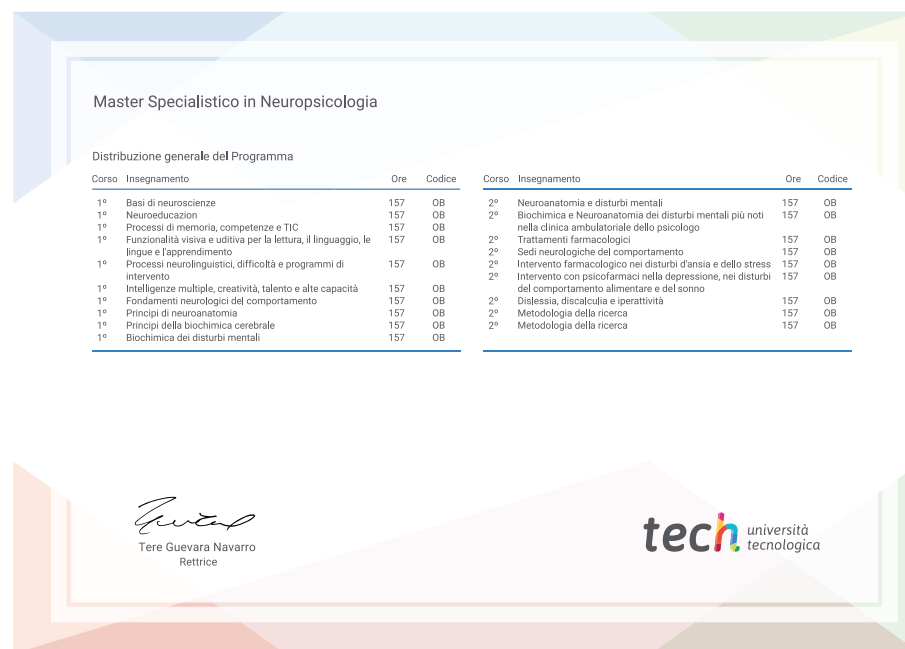 Master Specialistico in Neuropsicologia
Distribuzione generale del Programma
Corso Insegnamento Ore Codice
1º Basi di neuroscienze 157 OB
1º Neuroeducazion 157 OB
1º Processi di memoria, competenze e TIC 157 OB
1º Funzionalità visiva e uditiva per la lettura, il linguaggio, le 157 OB
lingue e l'apprendimento
1º Processi neurolinguistici, difficoltà e programmi di 157 OB
intervento
1º Intelligenze multiple, creatività, talento e alte capacità 157 OB
1º Fondamenti neurologici del comportamento 157 OB
1º Principi di neuroanatomia 157 OB
1º Principi della biochimica cerebrale 157 OB
1º Biochimica dei disturbi mentali 157 OB
Corso Insegnamento Ore Codice
2º Neuroanatomia e disturbi mentali 157 OB
2º Biochimica e Neuroanatomia dei disturbi mentali più noti 157 OB
nella clinica ambulatoriale dello psicologo
2º Trattamenti farmacologici 157 OB
2º Sedi neurologiche del comportamento 157 OB
2º Intervento farmacologico nei disturbi d'ansia e dello stress 157 OB
2º Intervento con psicofarmaci nella depressione, nei disturbi 157 OB
del comportamento alimentare e del sonno
2º Dislessia, discalculia e iperattività 157 OB
2º Metodologia della ricerca 157 OB
2º Metodologia della ricerca 157 OB
Tere Guevara Navarro
Rettrice
tech università
tecnologica